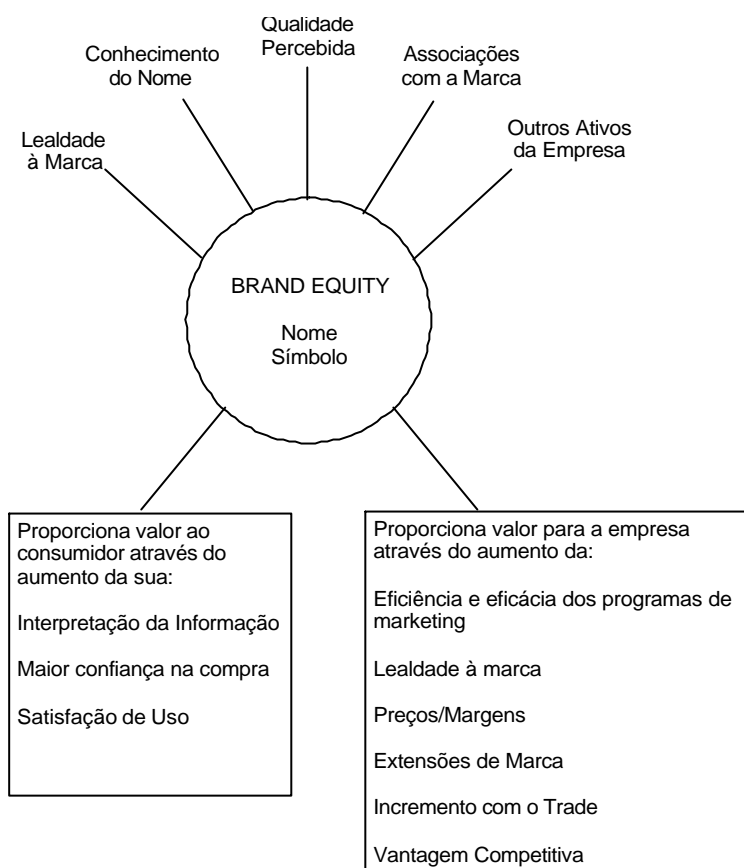 Qualidade
Percebida
Conhecimento
do Nome
Associações
com a Marca
Lealdade
à Marca
Outros Ativos
da Empresa
BRAND EQUITY
Nome
Símbolo
Proporciona valor ao
consumidor através do
aumento da sua:
Interpretação da Informação
Maior confiança na compra
Satisfação de Uso
Proporciona valor para a empresa
através do aumento da:
Eficiência e eficácia dos programas de
marketing
Lealdade à marca
Preços/Margens
Extensões de Marca
Incremento com o Trade
Vantagem Competitiva